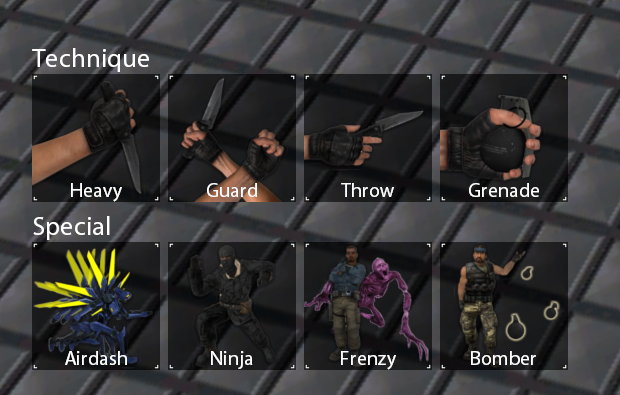 Technique
Heavy
Guard
Throw
Grenade
Special
Airdash
Ninja
Frenzy
Bomber